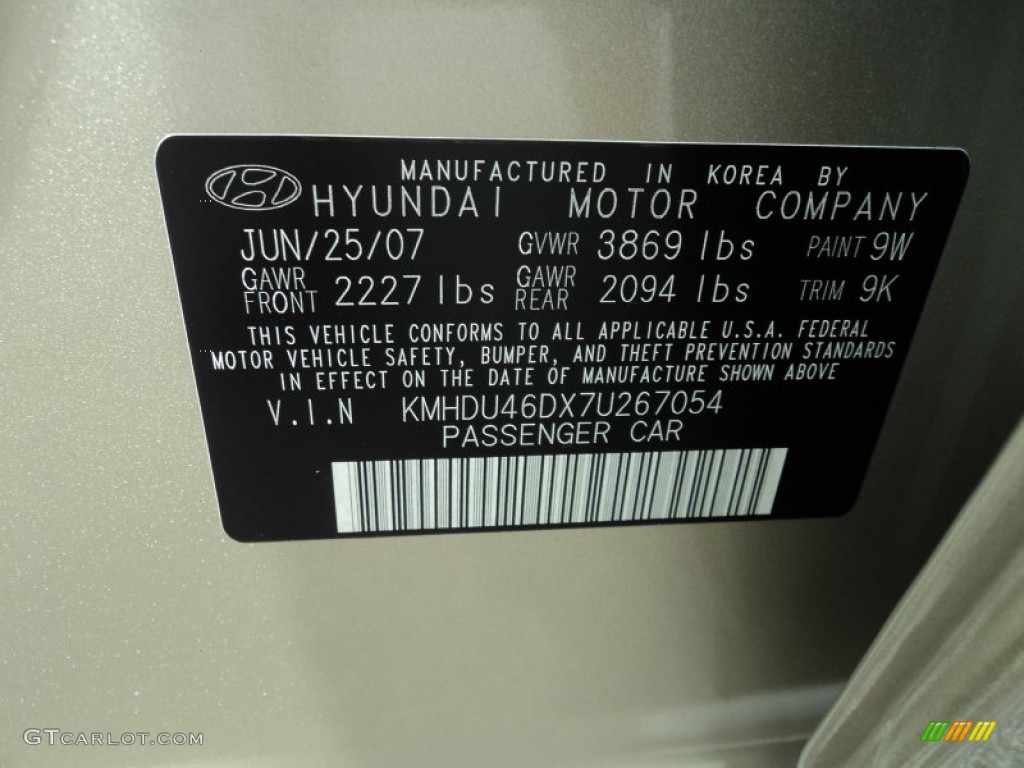 MANUFACTURED IN KOREA BY
HYUNDAI MOTOR COMPANY
JUN/25/07 GVWR 3869 lbs PAINT 9W
GAWR FRONT 2227 lbs GAWR REAR 2094 lbs TRIM 9K
THIS VEHICLE CONFORMS TO ALL APPLICABLE U.S.A. FEDERAL
MOTOR VEHICLE SAFETY, BUMPER, AND THEFT PREVENTION STANDARDS
IN EFFECT ON THE DATE OF MANUFACTURE SHOWN ABOVE
V.I.N KMHDU46DX7U267054
PASSENGER CAR
GTCARLOT.COM